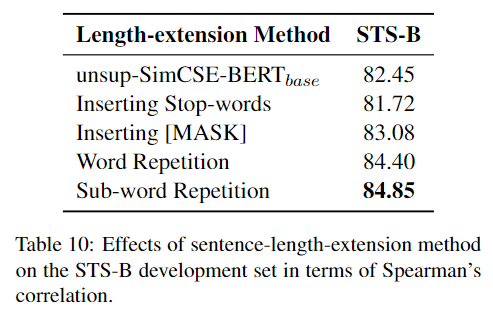 Length-extension Method STS-B
unsup-SimCSE-BERTbase 82.45
Inserting Stop-words 81.72
Inserting [MASK] 83.08
Word Repetition 84.40
Sub-word Repetition 84.85
Table 10: Effects of sentence-length-extension method
on the STS-B development set in terms of Spearman's
correlation.